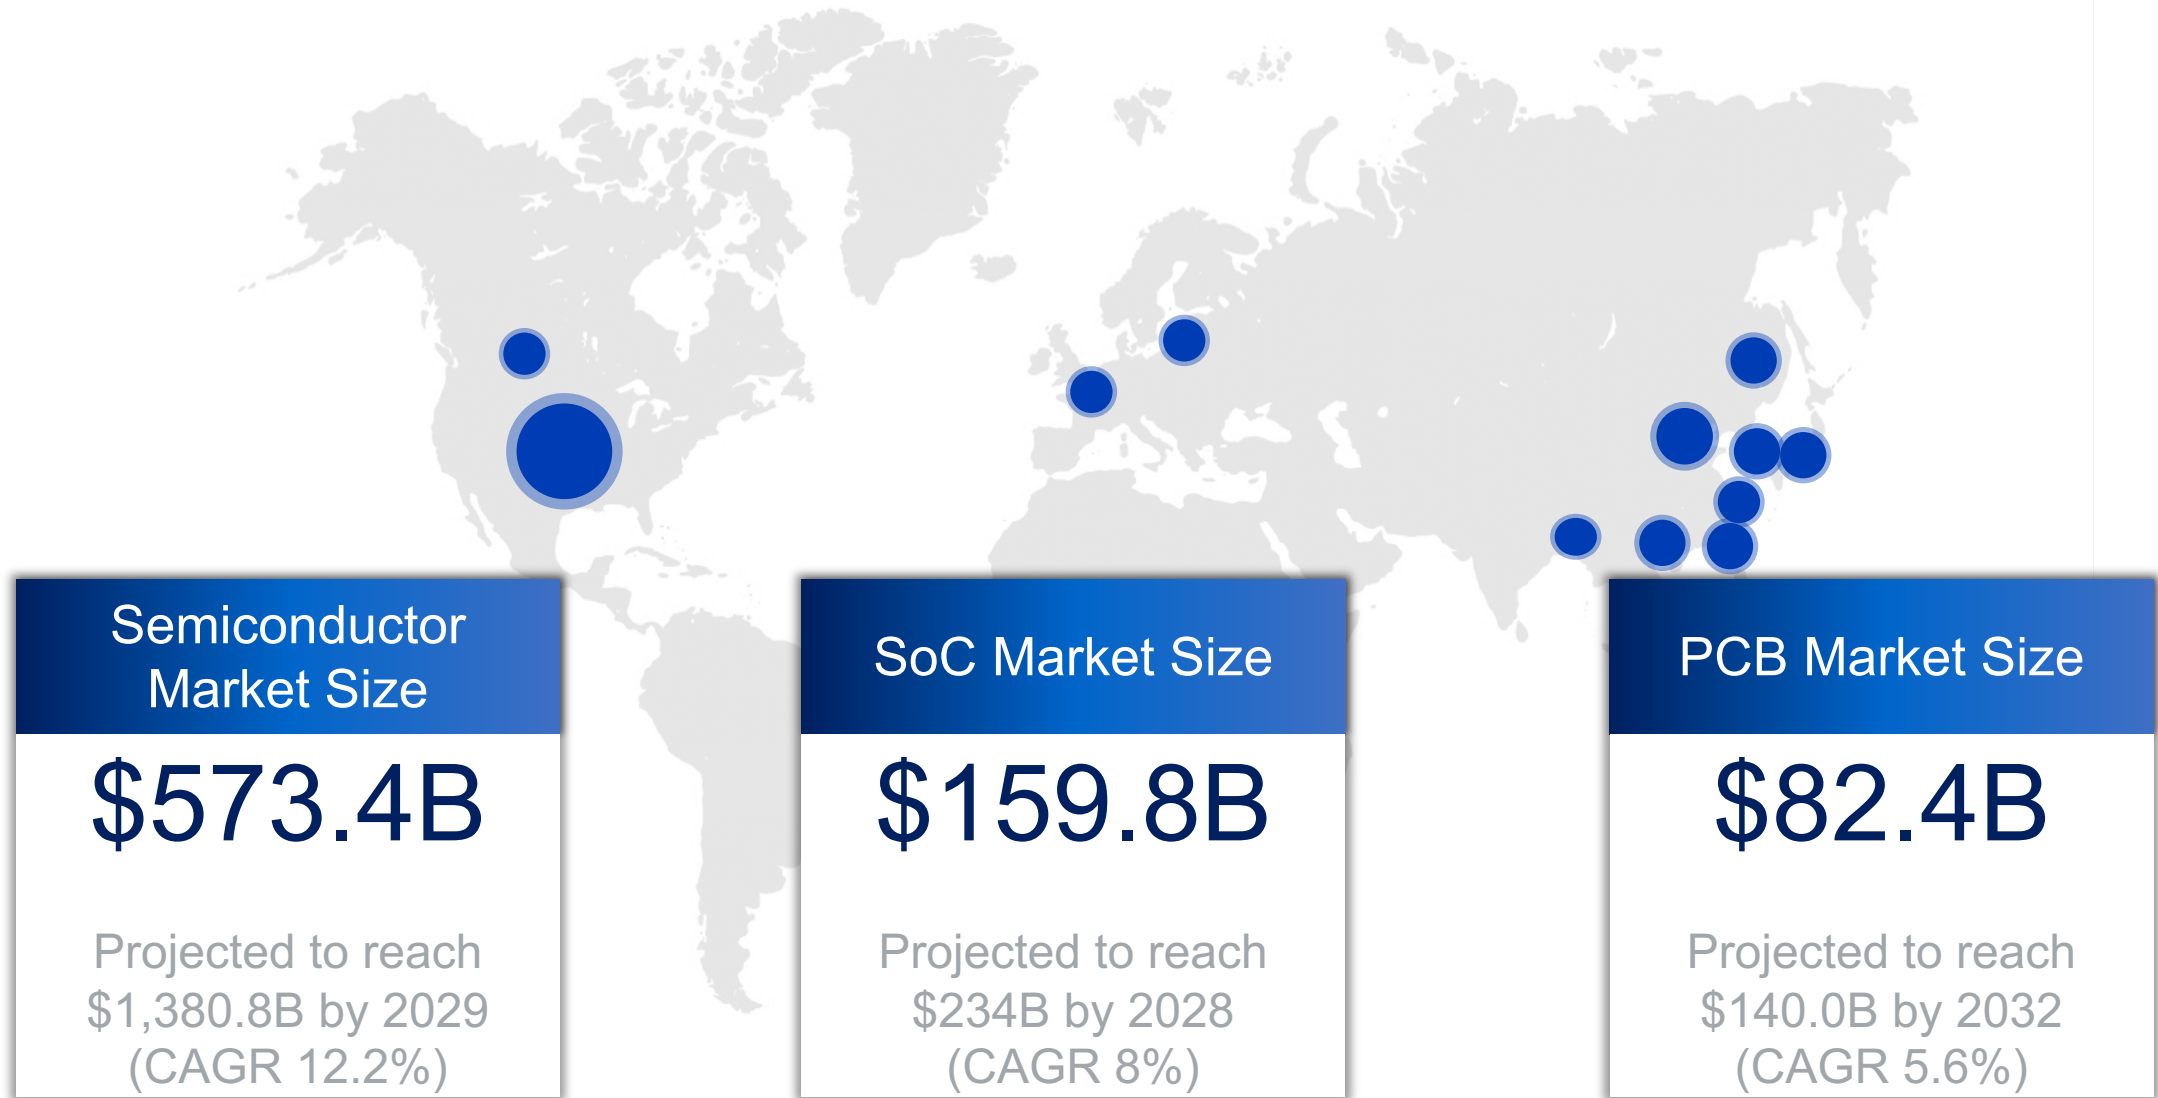 Semiconductor
Market Size
$573.4B
Projected to reach
$1,380.8B by 2029
(CAGR 12.2%)
SoC Market Size
$159.8B
Projected to reach
$234B by 2028
(CAGR 8%)
PCB Market Size
$82.4B
Projected to reach
$140.0B by 2032
(CAGR 5.6%)